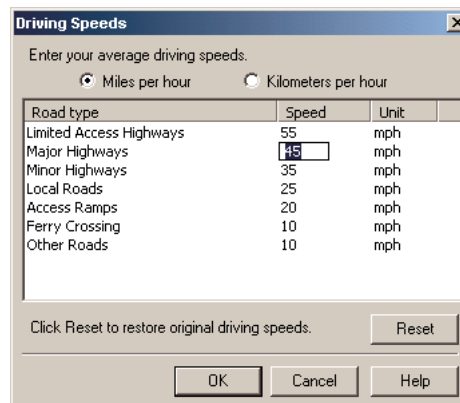 Driving Speeds
Enter your average driving speeds.
Miles per hour Kilometers per hour
Road type Speed Unit
Limited Access Highways 55 mph
Major Highways 45 mph
Minor Highways 35 mph
Local Roads 25 mph
Access Ramps 20 mph
Ferry Crossing 10 mph
Other Roads 10 mph
Click Reset to restore original driving speeds. Reset
OK Cancel Help